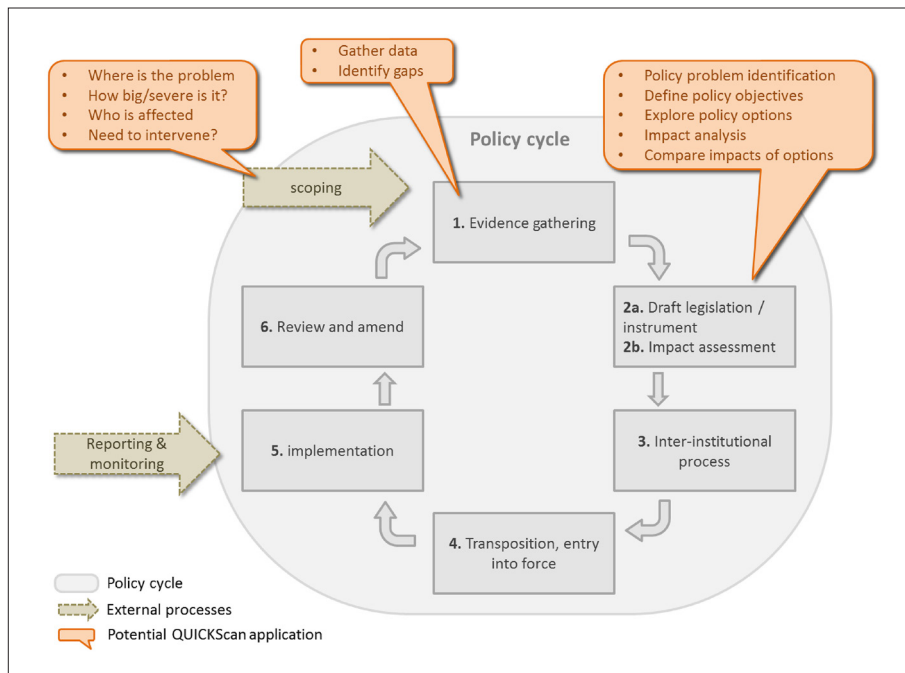 • Where is the problem
• How big/severe is it?
• Who is affected
• Need to intervene?
• Gather data
• Identify gaps
• Policy problem identification
• Define policy objectives
• Explore policy options
• Impact analysis
• Compare impacts of options
Policy cycle
scoping
1. Evidence gathering
2a. Draft legislation /
instrument
2b. Impact assessment
6. Review and amend
Reporting &
monitoring
5. implementation
3. Inter-institutional
process
4. Transposition, entry
into force
Policy cycle
External processes
Potential QUICKScan application